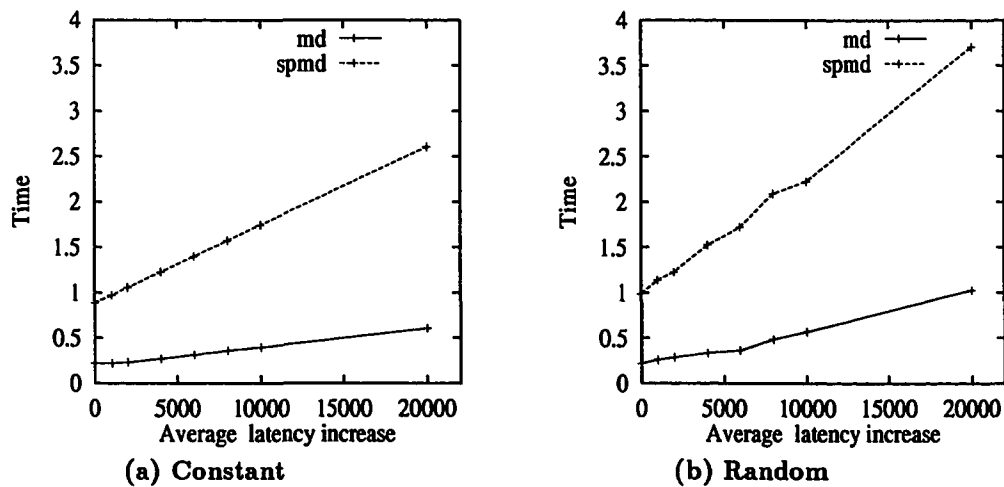 4
3.5
3
2.5
2
1.5
1
0.5
0
Time
md
spmd
0 5000 10000 15000 20000
Average latency increase
(a) Constant
4
3.5
3
2.5
2
1.5
1
0.5
0
Time
md
spmd
0 5000 10000 15000 20000
Average latency increase
(b) Random